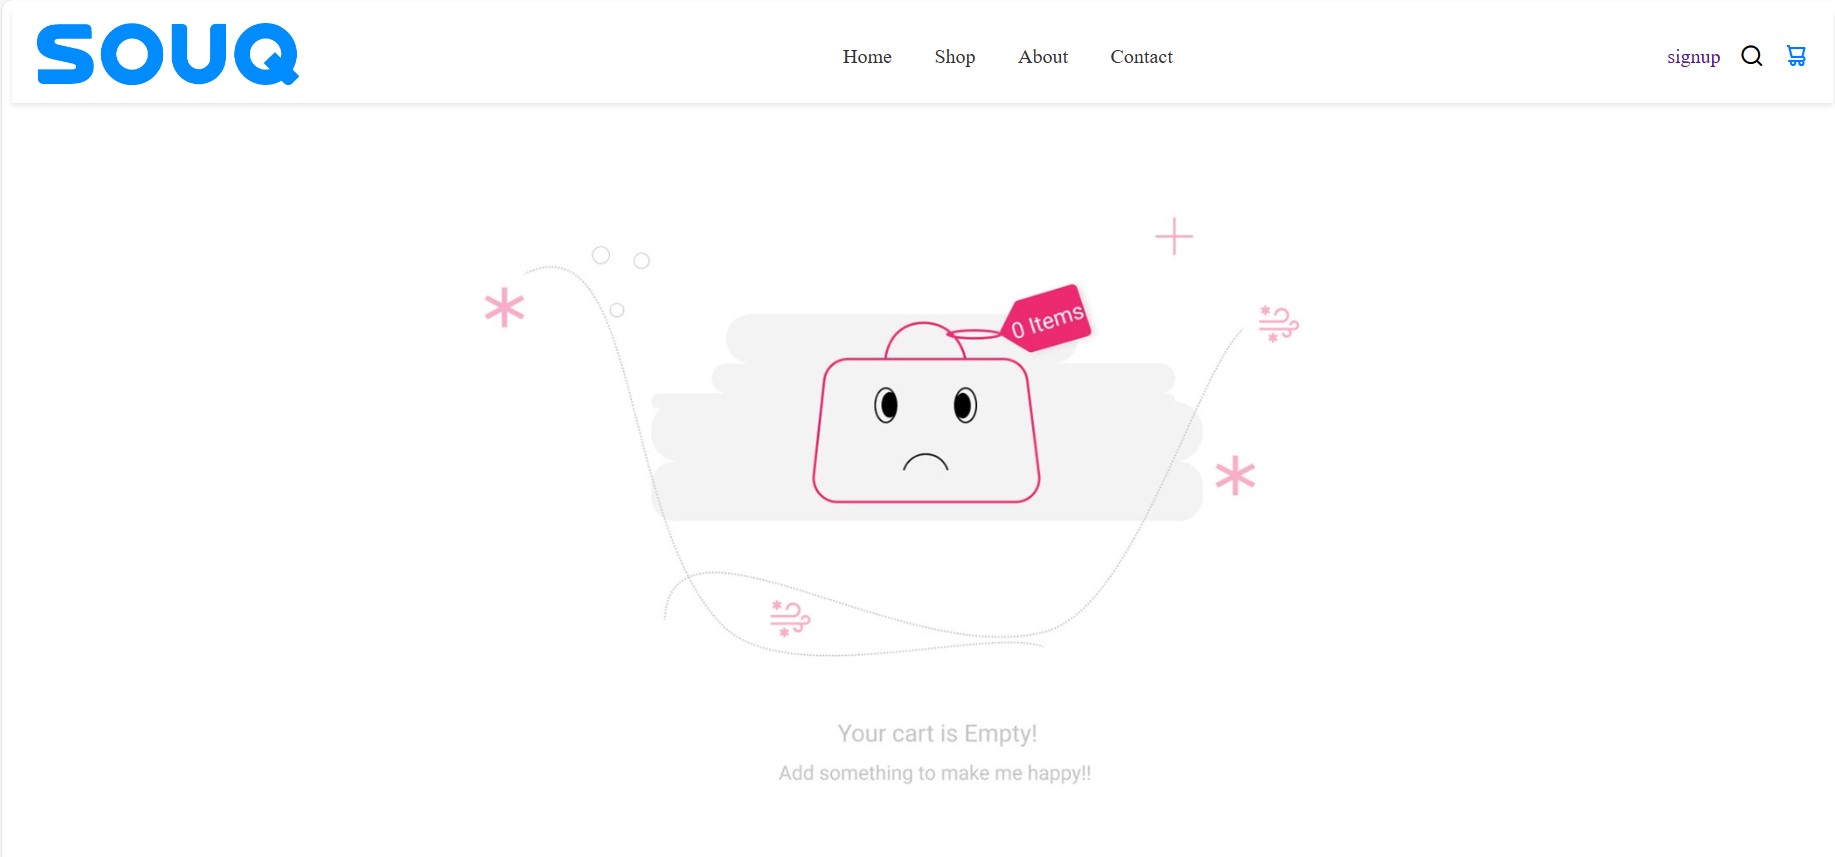 SOUQ
Home
Shop
About
Contact
signup
0 Items
Your cart is Empty!
Add something to make me happy!!